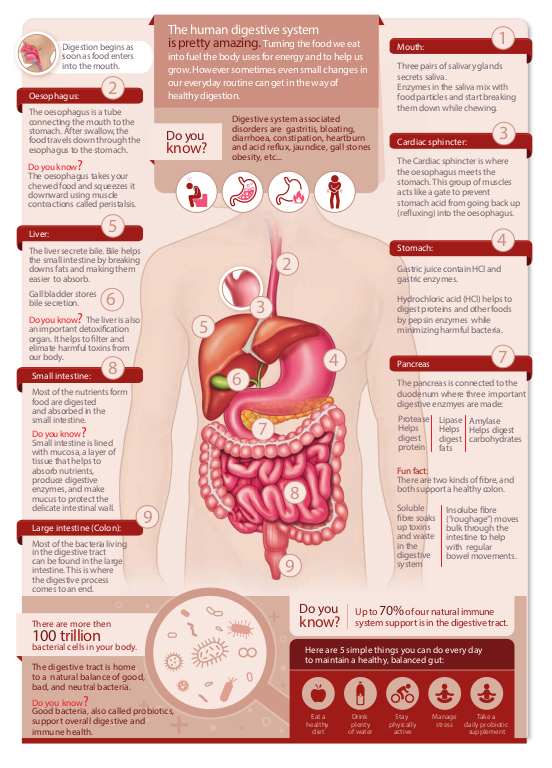 The human digestive system
is pretty amazing. Turning the food we eat
into fuel the body uses for energy and to help us
grow. However sometimes even small changes in
our everyday routine can get in the way of
healthy digestion.
Do you
know?
Digestive system associated
disorders are gastritis, bloating,
diarrhoea, constipation, heartburn
and acid reflux, jaundice, gall stones
obesity, etc...
Digestion begins as
soon as food enters
into the mouth.
1
Mouth:
Three pairs of salivary glands
secrets saliva.
Enzymes in the saliva mix with
food particles and start breaking
them down while chewing.
2
Oesophagus:
The oesophagus is a tube
connecting the mouth to the
stomach. After swallow, the
food travels down through the
esophagus to the stomach.
Do you know?
The oesophagus takes your
chewed food and squeezes it
downward using muscle
contractions called peristalsis.
3
Cardiac sphincter:
The Cardiac sphincter is where
the oesophagus meets the
stomach. This group of muscles
acts like a gate to prevent
stomach acid from going back up
(refluxing) into the oesophagus.
4
Stomach:
Gastric juice contain HCl and
gastric enzymes.
Hydrochloric acid (HCl) helps to
digest proteins and other foods
by pepsin enzymes while
minimizing harmful bacteria.
5
Liver:
The liver secrete bile. Bile helps
the small intestine by breaking
downs fats and making them
easier to absorb.
Gall bladder stores
bile secretion.
6
Do you know? The liver is also
an important detoxification
organ. It helps to filter and
elimate harmful toxins from
our body.
7
Pancreas
The pancreas is connected to the
duodenum where three important
digestive enzmyes are made:
Protease
Helps
digest
protein
Lipase
Helps
digest
fats
Amylase
Helps digest
carbohydrates
Fun fact:
There are two kinds of fibre, and
both support a healthy colon.
Soluble
fibre soaks
up toxins
and waste
in the
digestive
system
Insolube fibre
("roughage") moves
bulk through the
intestine to help
with regular
bowel movements.
8
Small intestine:
Most of the nutrients form
food are digested
and absorbed in the
small intestine.
Do you know?
Small intestine is lined
with mucosa, a layer of
tissue that helps to
absorb nutrients,
produce digestive
enzymes, and make
mucus to protect the
delicate intestinal wall.
9
Large intestine (Colon):
Most of the bacteria living
in the digestive tract
can be found in the large
intestine. This is where
the digestive process
comes to an end.
2
3
5
4
6
7
8
9
There are more then
100 trillion
bacterial cells in your body.
The digestive tract is home
to a natural balance of good,
bad, and neutral bacteria.
Do you know?
Good bacteria, also called probiotics,
support overall digestive and
immune health.
Do you
know?
Up to 70% of our natural immune
system support is in the digestive tract.
Here are 5 simple things you can do every day
to maintain a healthy, balanced gut:
Eat a
healthy
diet
Drink
plenty
of water
Stay
phyically
active
Manage
stress
Take a
daily probiotic
supplement